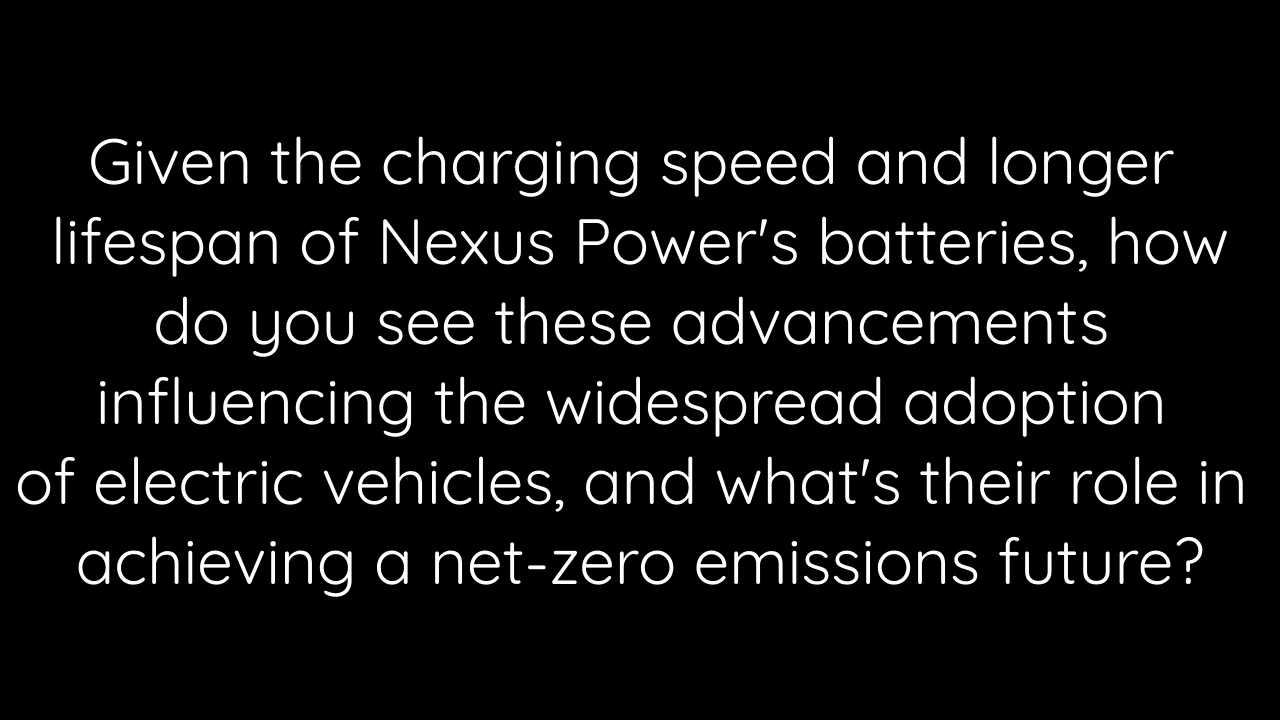 Given the charging speed and longer
lifespan of Nexus Power's batteries, how
do you see these advancements
influencing the widespread adoption
of electric vehicles, and what's their role in
achieving a net-zero emissions future?